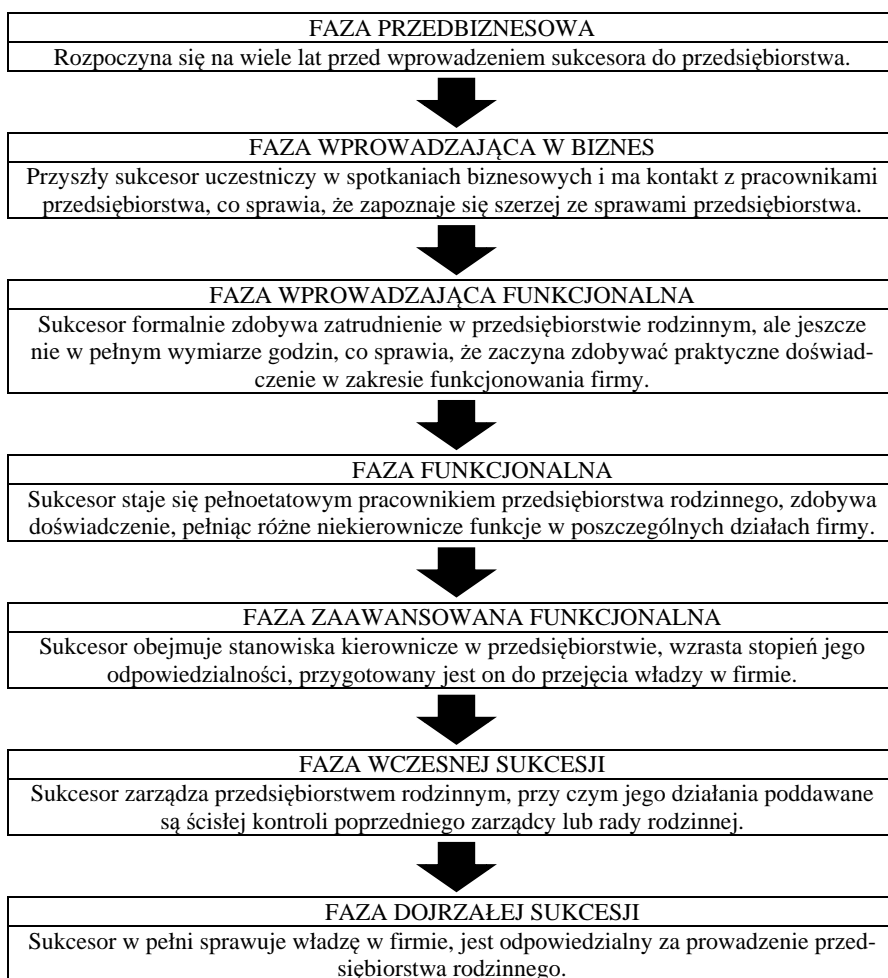 FAZA PRZEDBIZNESOWA
Rozpoczyna się na wiele lat przed wprowadzeniem sukcesora do przedsiębiorstwa.
FAZA WPROWADZAJĄCA W BIZNES
Przyszły sukcesor uczestniczy w spotkaniach biznesowych i ma kontakt z pracownikami
przedsiębiorstwa, co sprawia, że zapoznaje się szerzej ze sprawami przedsiębiorstwa.
FAZA WPROWADZAJĄCA FUNKCJONALNA
Sukcesor formalnie zdobywa zatrudnienie w przedsiębiorstwie rodzinnym, ale jeszcze
nie w pełnym wymiarze godzin, co sprawia, że zaczyna zdobywać praktyczne doświad-
czenie w zakresie funkcjonowania firmy.
FAZA FUNKCJONALNA
Sukcesor staje się pełnoetatowym pracownikiem przedsiębiorstwa rodzinnego, zdobywa
doświadczenie, pełniąc różne niekierownicze funkcje w poszczególnych działach firmy.
FAZA ZAAWANSOWANA FUNKCJONALNA
Sukcesor obejmuje stanowiska kierownicze w przedsiębiorstwie, wzrasta stopień jego
odpowiedzialności, przygotowany jest on do przejęcia władzy w firmie.
FAZA WCZESNEJ SUKCESJI
Sukcesor zarządza przedsiębiorstwem rodzinnym, przy czym jego działania poddawane
są ścisłej kontroli poprzedniego zarządcy lub rady rodzinnej.
FAZA DOJRZAŁEJ SUKCESJI
Sukcesor w pełni sprawuje władzę w firmie, jest odpowiedzialny za prowadzenie przed-
siębiorstwa rodzinnego.